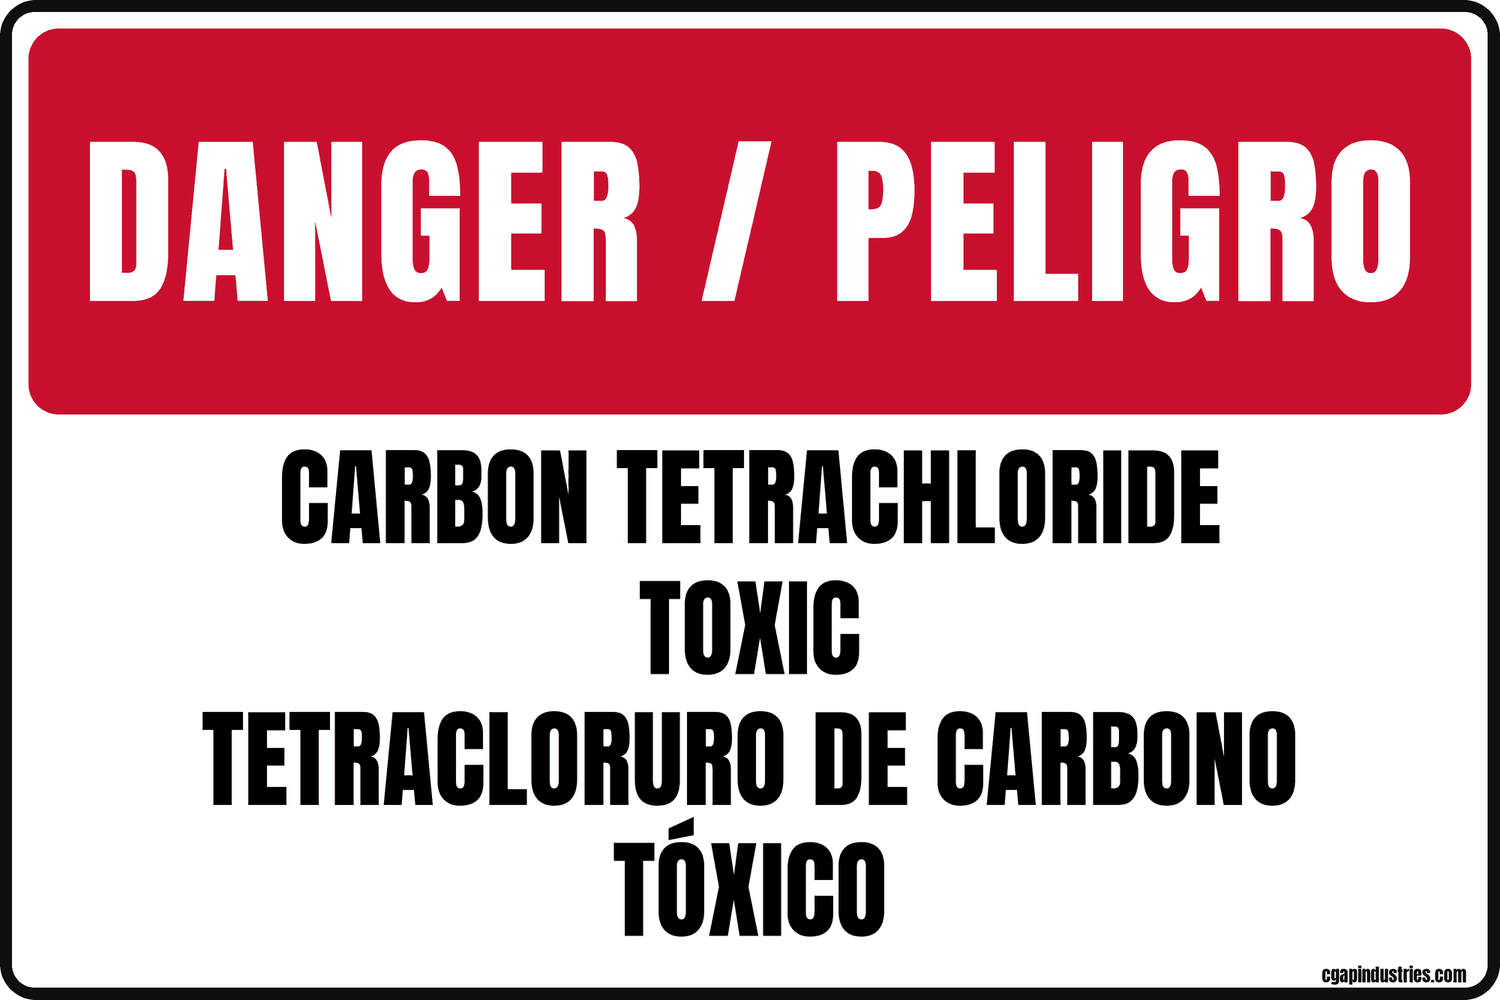 DANGER / PELIGRO
CARBON TETRACHLORIDE
TOXIC
TETRACLORURO DE CARBONO
TÓXICO
cgapindustries.com